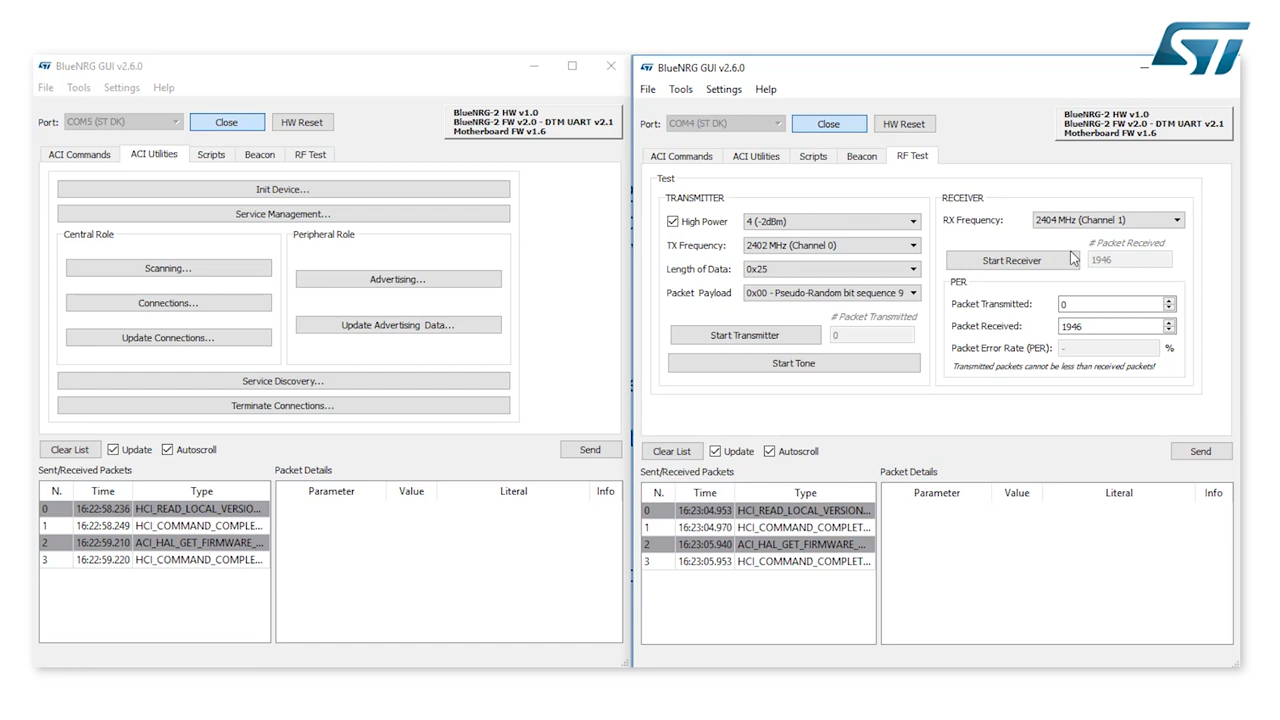 ST
BlueNRG GUI v2.6.0
File Tools Settings Help
Port: COM5 (ST DK) Close HW Reset
BlueNRG-2 HW v1.0
BlueNRG-2 FW v2.0 - DTM UART v2.1
Motherboard FW v1.6
ACI Commands ACI Utilities Scripts Beacon RF Test
Init Device...
Service Management...
Central Role Peripheral Role
Scanning...
Advertising...
Connections...
Update Advertising Data...
Update Connections...
Service Discovery...
Terminate Connections...
Clear List Update Autoscroll Send
Sent/Received Packets Packet Details
N. Time Type Parameter Value Literal Info
0 16:22:58.236 HCI_READ_LOCAL_VERSIO...
1 16:22:58.249 HCI_COMMAND_COMPLE...
2 16:22:59.210 ACI_HAL_GET_FIRMWARE_...
3 16:22:59.220 HCI_COMMAND_COMPLE...
BlueNRG GUI v2.6.0
File Tools Settings Help
Port: COM4 (ST DK) Close HW Reset
BlueNRG-2 HW v1.0
BlueNRG-2 FW v2.0 - DTM UART v2.1
Motherboard FW v1.6
ACI Commands ACI Utilities Scripts Beacon RF Test
Test
TRANSMITTER
High Power 4 (-2dBm)
TX Frequency: 2402 MHz (Channel 0)
Length of Data: 0x25
Packet Payload 0x00 - Pseudo-Random bit sequence 9
# Packet Transmitted
Start Transmitter 0
Start Tone
RECEIVER
RX Frequency: 2404 MHz (Channel 1)
# Packet Received
Start Receiver 1946
PER
Packet Transmitted: 0
Packet Received: 1946
Packet Error Rate (PER): - %
Transmitted packets cannot be less than received packets!
Clear List Update Autoscroll Send
Sent/Received Packets Packet Details
N. Time Type Parameter Value Literal Info
0 16:23:04.953 HCI_READ_LOCAL_VERSION...
1 16:23:04.970 HCI_COMMAND_COMPLET...
2 16:23:05.940 ACI_HAL_GET_FIRMWARE_...
3 16:23:05.953 HCI_COMMAND_COMPLET...